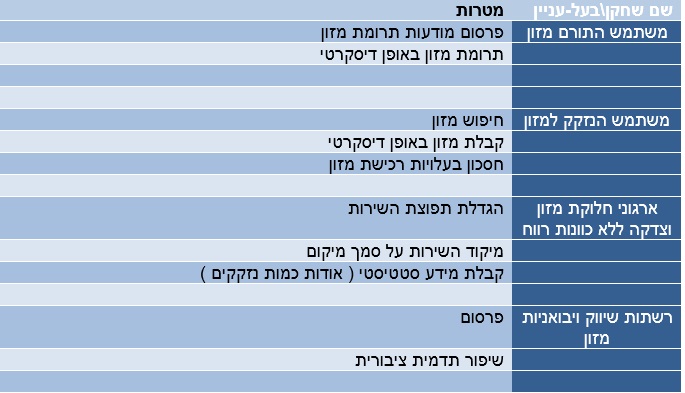 שם שחקן\בעל-עניין מטרות
משתמש התורם מזון פרסום מודעות תרומת מזון
תרומת מזון באופן דיסקרטי
משתמש הנזקק למזון חיפוש מזון
קבלת מזון באופן דיסקרטי
חסכון בעלויות רכישת מזון
ארגוני חלוקת מזון הגדלת תפוצת השירות
וצדקה ללא כוונות רווח
מיקוד השירות על סמך מיקום
קבלת מידע סטטיסטי ( אודות כמות נזקקים )
רשתות שיווק ויבואניות פרסום
מזון
שיפור תדמית ציבורית